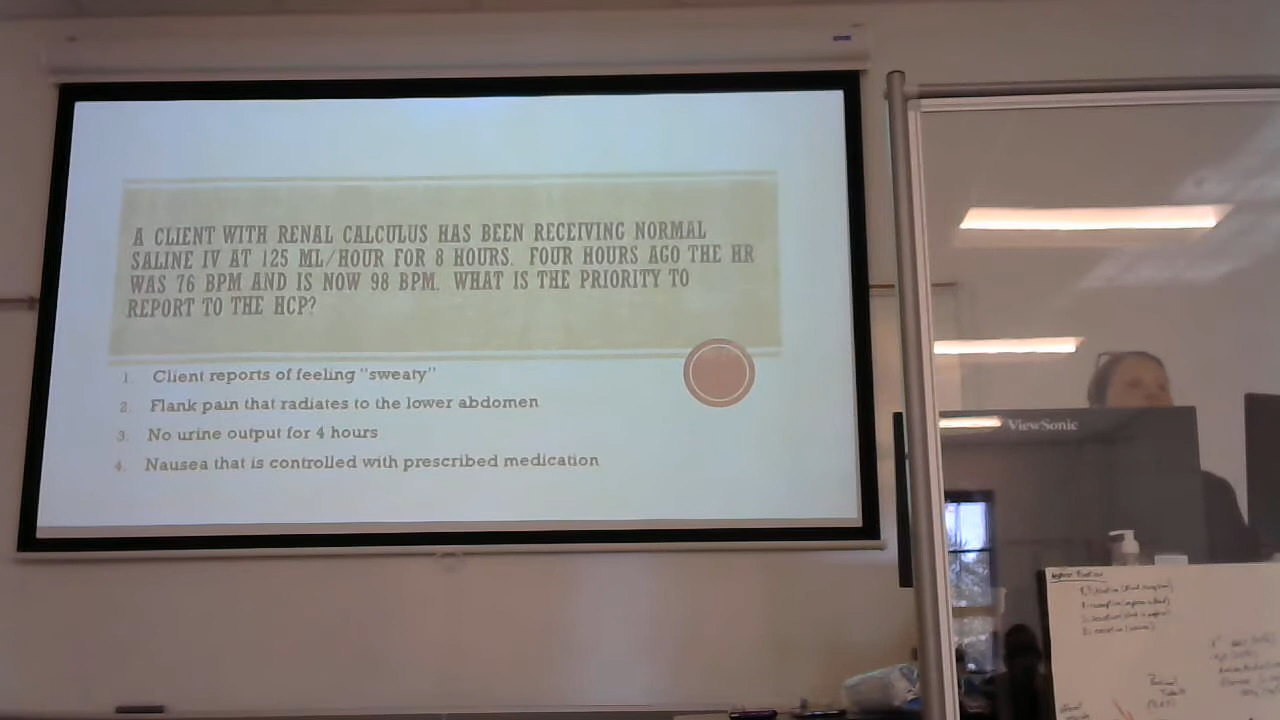 A CLIENT WITH RENAL CALCULUS HAS BEEN RECEIVING NORMAL
SALINE IV AT 125 ML/HOUR FOR 8 HOURS. FOUR HOURS AGO THE HR
WAS 76 BPM AND IS NOW 98 BPM. WHAT IS THE PRIORITY TO
REPORT TO THE HCP?
1. Client reports of feeling "sweaty"
2. Flank pain that radiates to the lower abdomen
3. No urine output for 4 hours
4. Nausea that is controlled with prescribed medication
ViewSonic